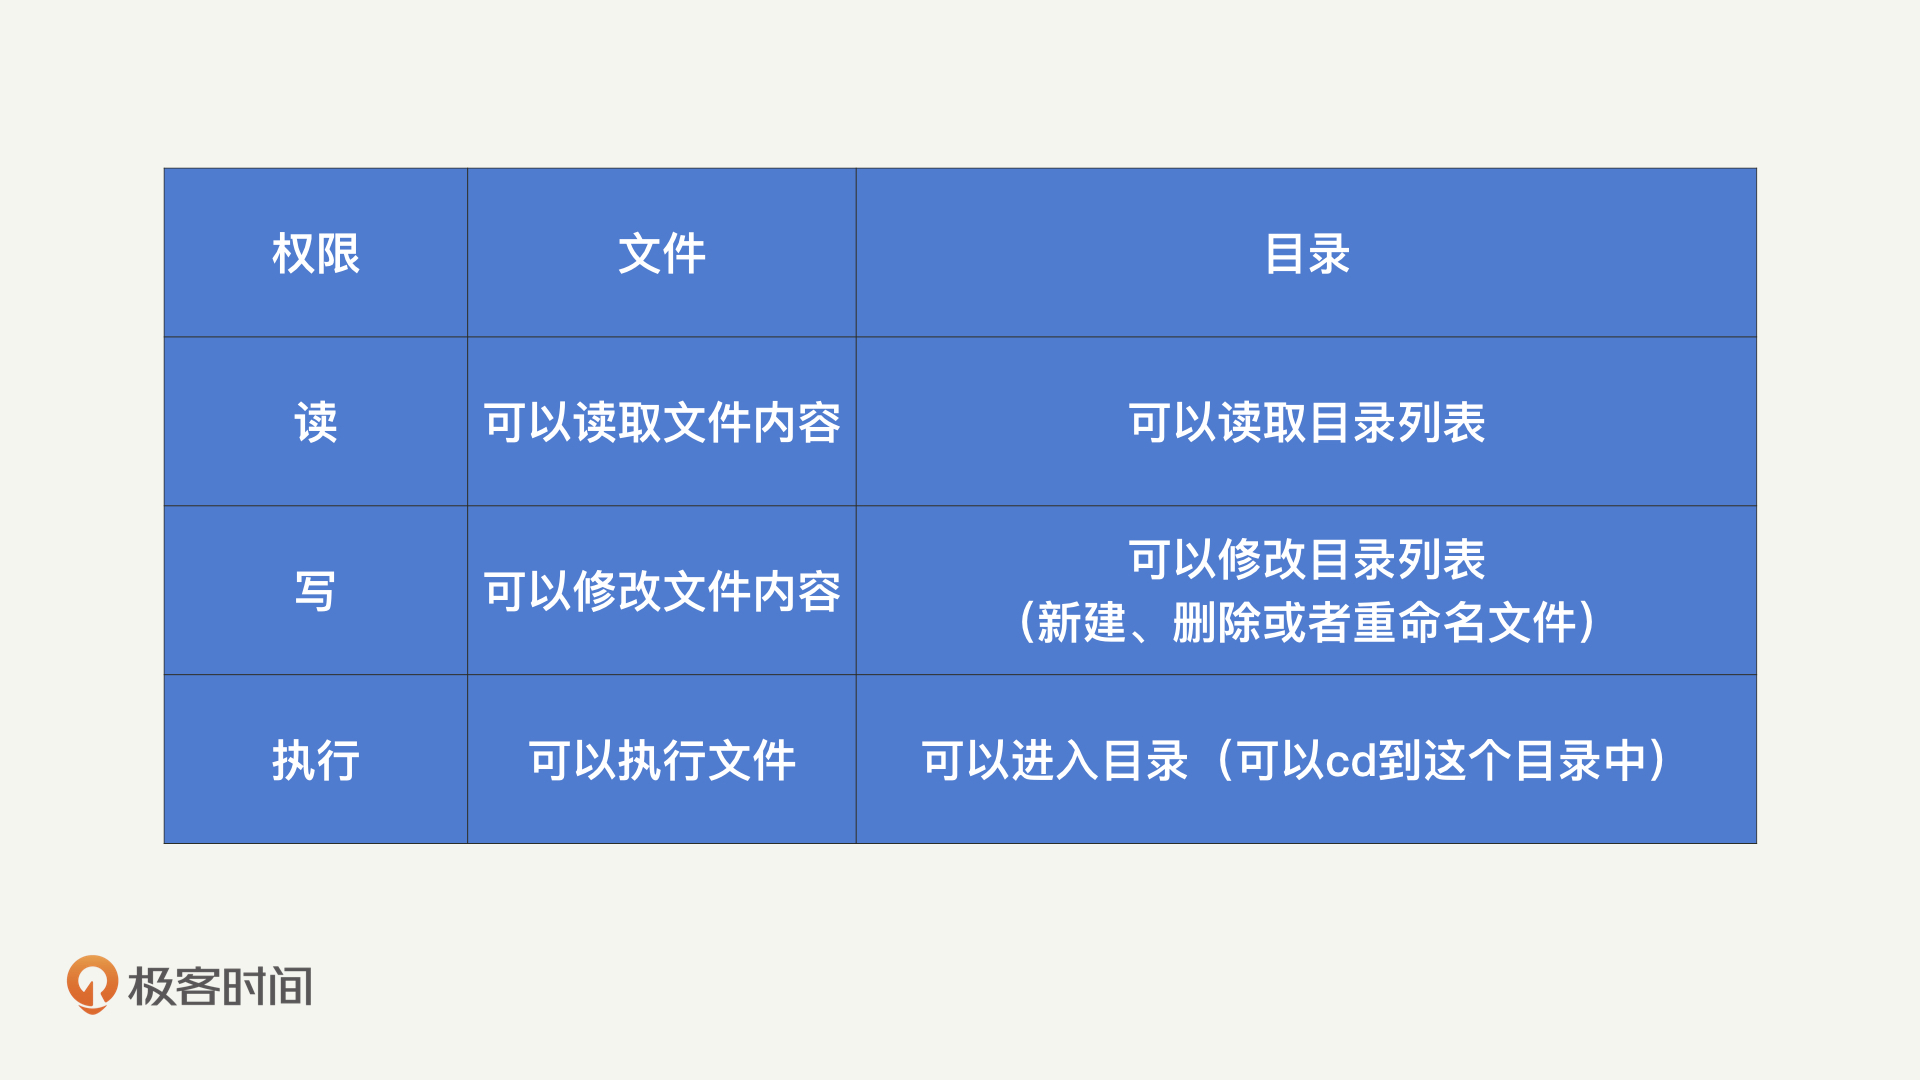 权限 文件 目录
读 可以读取文件内容 可以读取目录列表
写 可以修改文件内容 可以修改目录列表
（新建、删除或者重命名文件）
执行 可以执行文件 可以进入目录（可以cd到这个目录中）
极客时间